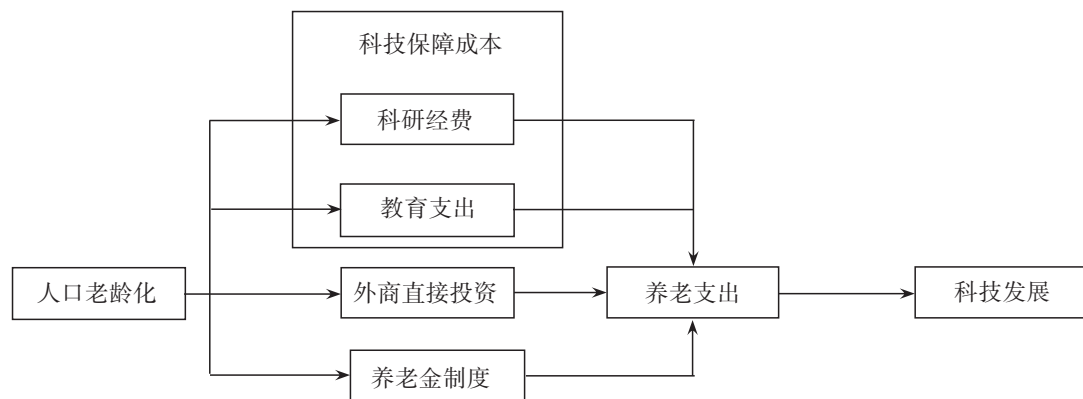 科技保障成本
科研经费
教育支出
人口老龄化
外商直接投资
养老支出
科技发展
养老金制度